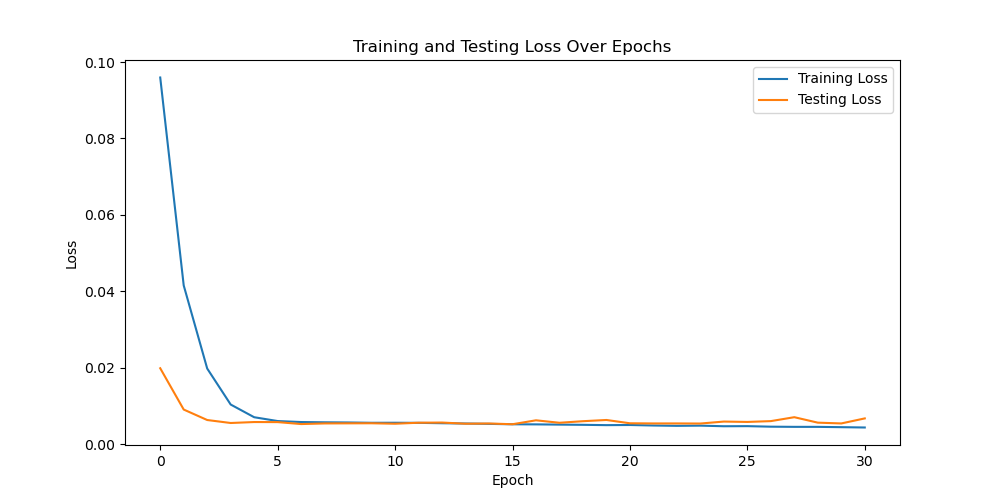 Training and Testing Loss Over Epochs
Training Loss
Testing Loss
Loss
0.10
0.08
0.06
0.04
0.02
0.00
0 5 10 15 20 25 30
Epoch